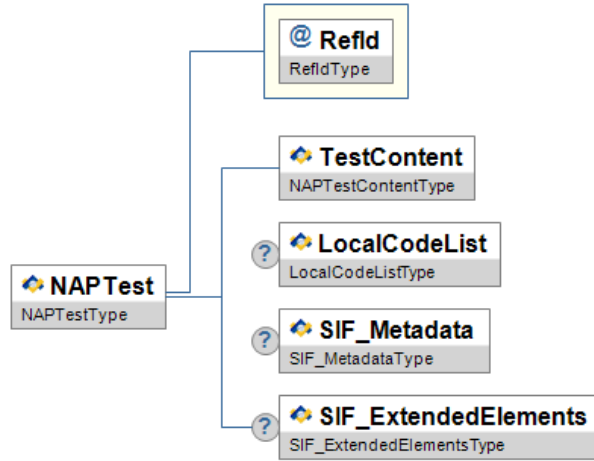 @ RefId
RefIdType
TestContent
NAPTestContentType
? LocalCodeList
LocalCodeListType
NAPTest
NAPTestType
? SIF_Metadata
SIF_MetadataType
? SIF_ExtendedElements
SIF_ExtendedElementsType